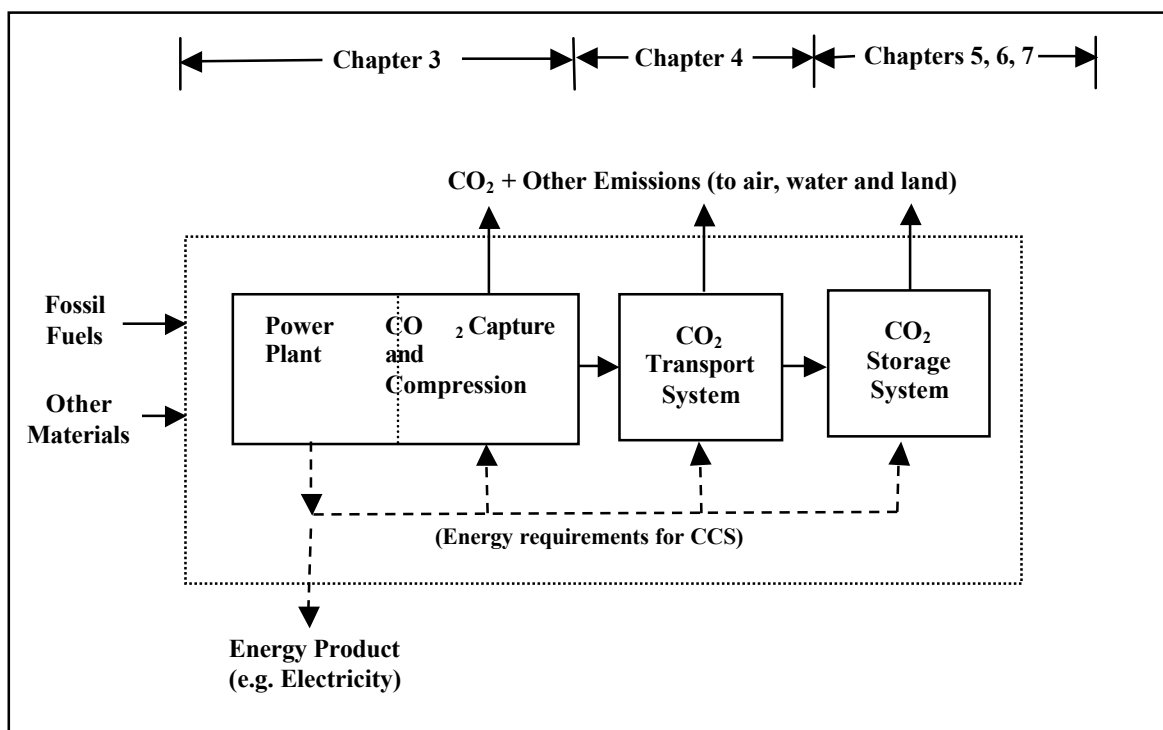 Chapter 3
Chapter 4
Chapters 5, 6, 7
CO₂ + Other Emissions (to air, water and land)
Fossil
Fuels
Other
Materials
Power
Plant
CO ₂ Capture
and
Compression
CO₂
Transport
System
CO₂
Storage
System
(Energy requirements for CCS)
Energy Product
(e.g. Electricity)